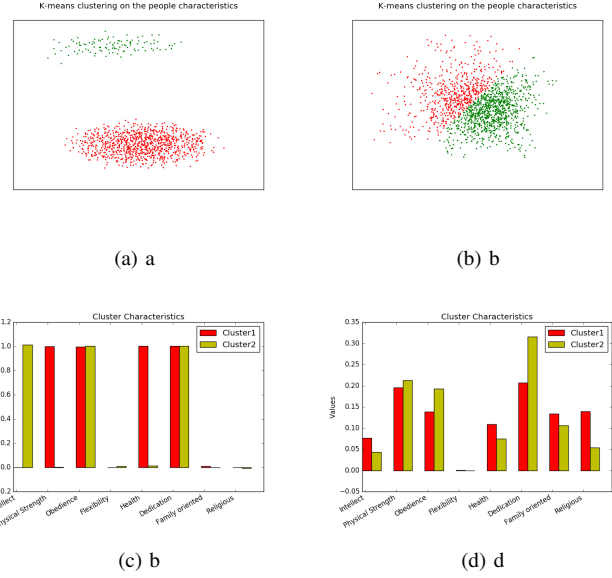 K-means clustering on the people characteristics
K-means clustering on the people characteristics
(a) a
(b) b
Cluster Characteristics
Cluster1
Cluster2
1.2
1.0
0.8
0.6
0.4
0.2
0.0
0.2
ellect
Physical Strength
Obedience
Flexibility
Health
Dedication
Family oriented
Religious
(c) b
Cluster Characteristics
Cluster1
Cluster2
Values
0.35
0.30
0.25
0.20
0.15
0.10
0.05
0.00
−0.05
Intellect
Physical Strength
Obedience
Flexibility
Health
Dedication
Family oriented
Religious
(d) d